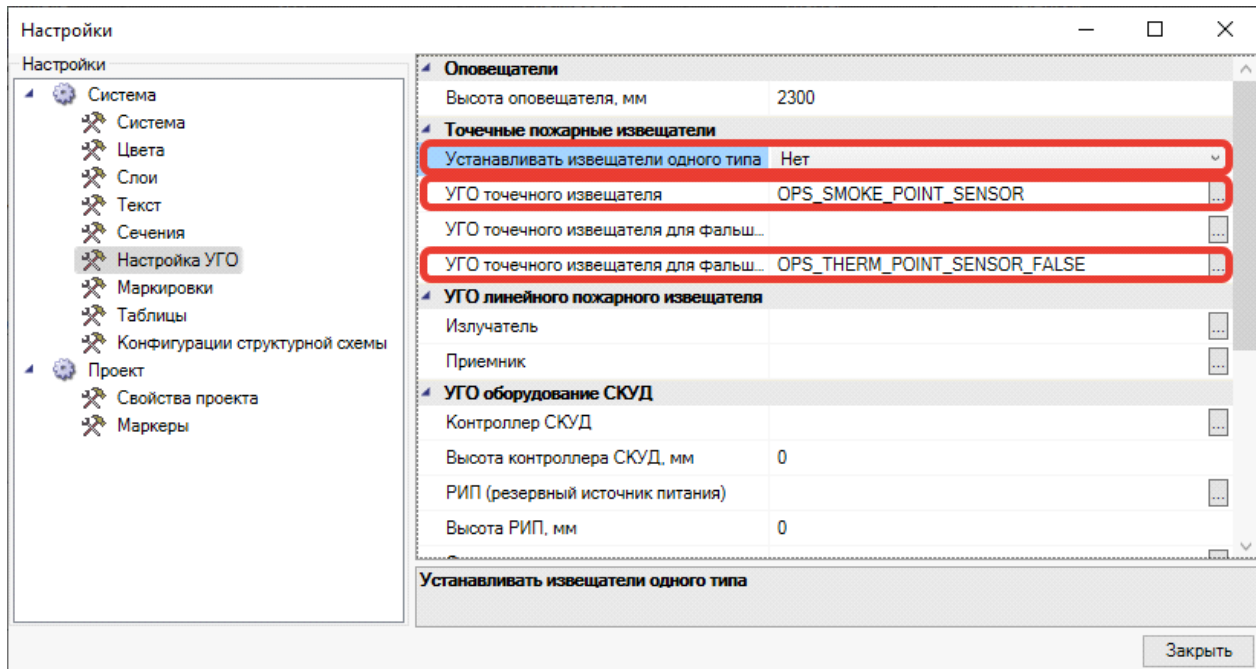 Настройки
Настройки
Система
Система
Цвета
Слои
Текст
Сечения
Настройка УГО
Маркировки
Таблицы
Конфигурации структурной схемы
Проект
Свойства проекта
Маркеры
Оповещатели
Высота оповещателя, мм 2300
Точечные пожарные извещатели
Устанавливать извещатели одного типа Нет
УГО точечного извещателя OPS_SMOKE_POINT_SENSOR ...
УГО точечного извещателя для фальш... ...
УГО точечного извещателя для фальш... OPS_THERM_POINT_SENSOR_FALSE ...
УГО линейного пожарного извещателя
Излучатель ...
Приемник ...
УГО оборудование СКУД
Контроллер СКУД ...
Высота контроллера СКУД, мм 0
РИП (резервный источник питания) ...
Высота РИП, мм 0
Устанавливать извещатели одного типа
Закрыть